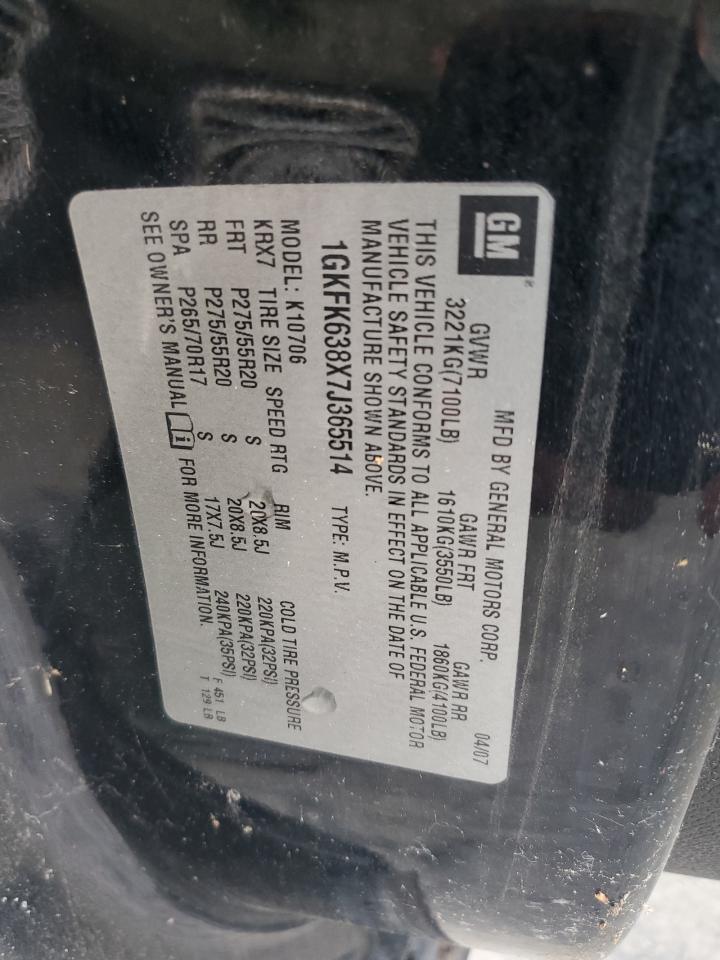 GM
MFD BY GENERAL MOTORS CORP. 04/07
GVWR GAWR FRT GAWR RR
3221KG(7100LB) 1610KG(3550LB) 1860KG(4100LB)
THIS VEHICLE CONFORMS TO ALL APPLICABLE U.S. FEDERAL MOTOR
VEHICLE SAFETY STANDARDS IN EFFECT ON THE DATE OF
MANUFACTURE SHOWN ABOVE.
1GKFK638X7J365514 TYPE: M.P.V.
MODEL: K10706
KRX7 TIRE SIZE SPEED RTG RIM COLD TIRE PRESSURE
FRT P275/55R20 S 20X8.5J 220KPA(32PSI)
RR P275/55R20 S 20X8.5J 220KPA(32PSI)
SPA P265/70R17 S 17X7.5J 240KPA(35PSI)
SEE OWNER'S MANUAL i FOR MORE INFORMATION.
F 451 LB
T 129 LB